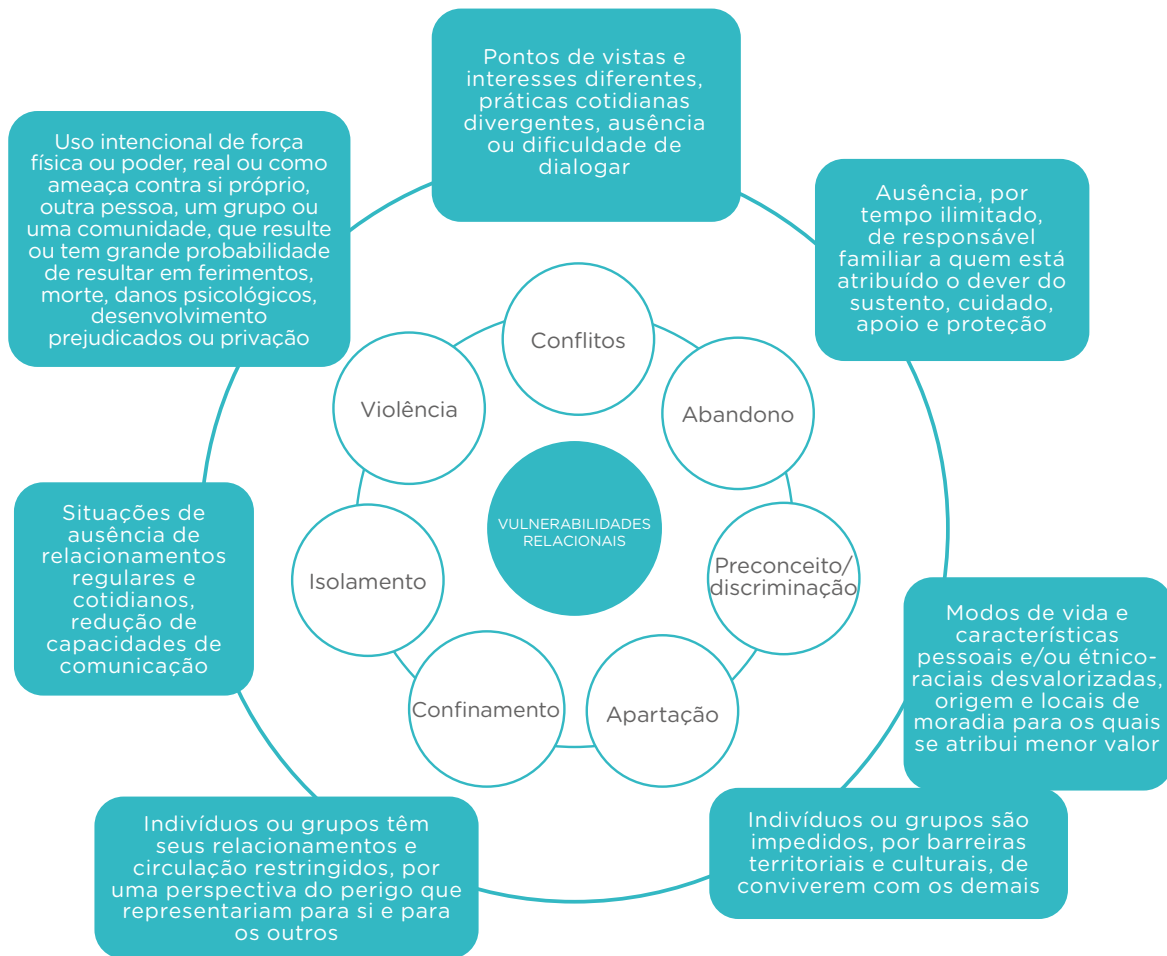 Pontos de vistas e
interesses diferentes,
práticas cotidianas
divergentes, ausência
ou dificuldade de
dialogar
Uso intencional de força
física ou poder, real ou como
ameaça contra si próprio,
outra pessoa, um grupo ou
uma comunidade, que resulte
ou tem grande probabilidade
de resultar em ferimentos,
morte, danos psicológicos,
desenvolvimento
prejudicados ou privação
Ausência, por
tempo ilimitado,
de responsável
familiar a quem está
atribuído o dever do
sustento, cuidado,
apoio e proteção
Conflitos
Violência
Abandono
VULNERABILIDADES
RELACIONAIS
Situações de
ausência de
relacionamentos
regulares e
cotidianos,
redução de
capacidades de
comunicação
Isolamento
Preconceito/
discriminação
Modos de vida e
características
pessoais e/ou étnico-
raciais desvalorizadas,
origem e locais de
moradia para os quais
se atribui menor valor
Confinamento
Apartação
Indivíduos ou grupos têm
seus relacionamentos e
circulação restringidos, por
uma perspectiva do perigo que
representariam para si e para
os outros
Indivíduos ou grupos são
impedidos, por barreiras
territoriais e culturais, de
conviverem com os demais